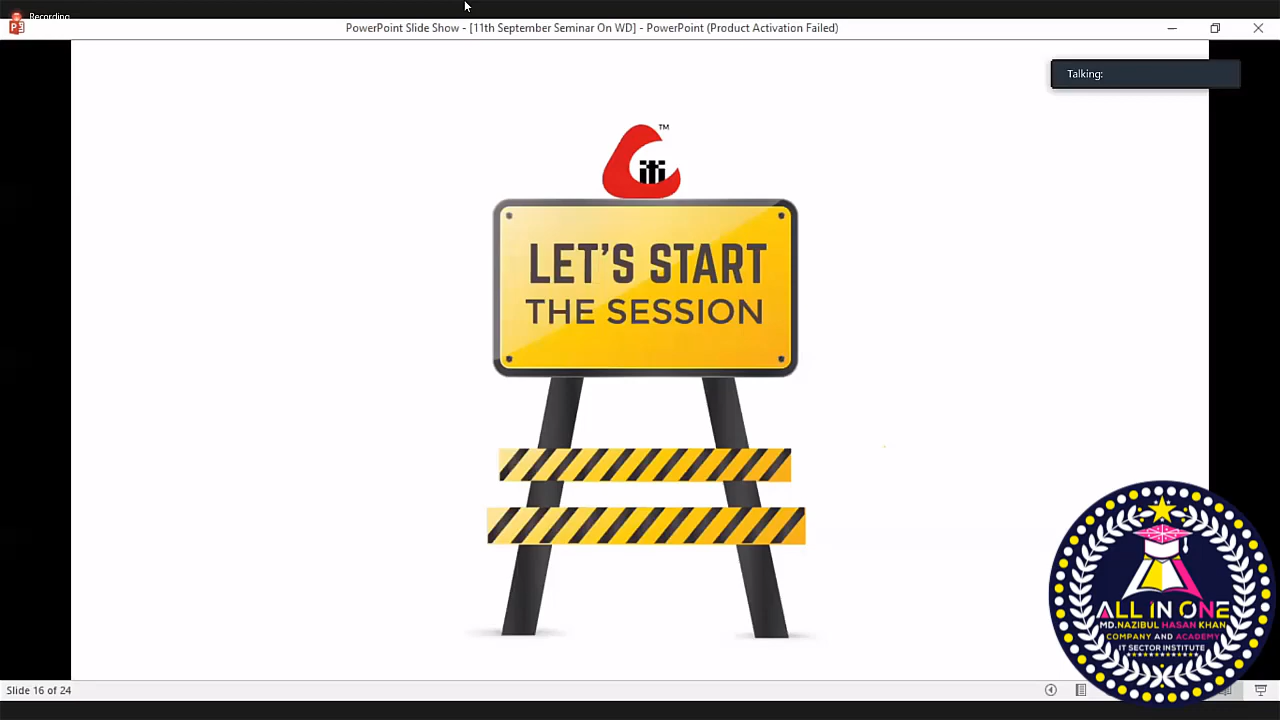 Recording
PowerPoint Slide Show - [11th September Seminar On WD] - PowerPoint (Product Activation Failed)
Talking:
TM
iti
LET'S START
THE SESSION
ALL IN ONE
MD.NAZIBUL HASAN KHAN
COMPANY AND ACADEMY
IT SECTOR INSTITUTE
Slide 16 of 24